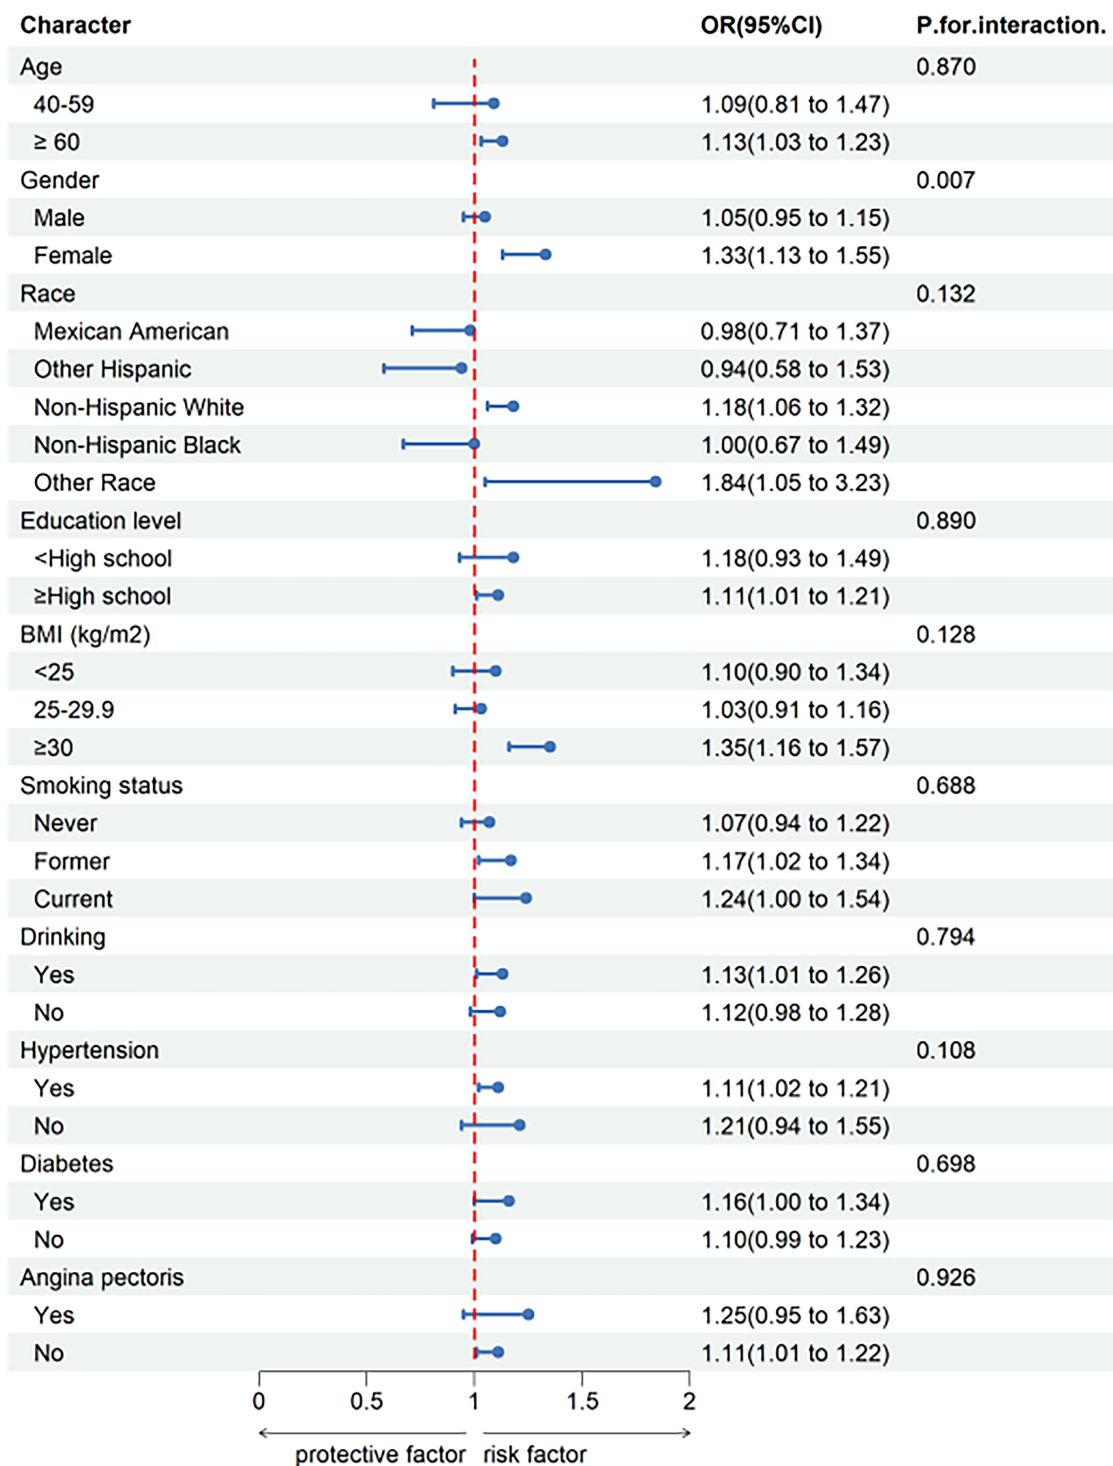 Character OR(95%CI) P.for.interaction.
Age 0.870
40-59 1.09(0.81 to 1.47)
≥ 60 1.13(1.03 to 1.23)
Gender 0.007
Male 1.05(0.95 to 1.15)
Female 1.33(1.13 to 1.55)
Race 0.132
Mexican American 0.98(0.71 to 1.37)
Other Hispanic 0.94(0.58 to 1.53)
Non-Hispanic White 1.18(1.06 to 1.32)
Non-Hispanic Black 1.00(0.67 to 1.49)
Other Race 1.84(1.05 to 3.23)
Education level 0.890
<High school 1.18(0.93 to 1.49)
≥High school 1.11(1.01 to 1.21)
BMI (kg/m2) 0.128
<25 1.10(0.90 to 1.34)
25-29.9 1.03(0.91 to 1.16)
≥30 1.35(1.16 to 1.57)
Smoking status 0.688
Never 1.07(0.94 to 1.22)
Former 1.17(1.02 to 1.34)
Current 1.24(1.00 to 1.54)
Drinking 0.794
Yes 1.13(1.01 to 1.26)
No 1.12(0.98 to 1.28)
Hypertension 0.108
Yes 1.11(1.02 to 1.21)
No 1.21(0.94 to 1.55)
Diabetes 0.698
Yes 1.16(1.00 to 1.34)
No 1.10(0.99 to 1.23)
Angina pectoris 0.926
Yes 1.25(0.95 to 1.63)
No 1.11(1.01 to 1.22)
0 0.5 1 1.5 2
protective factor risk factor